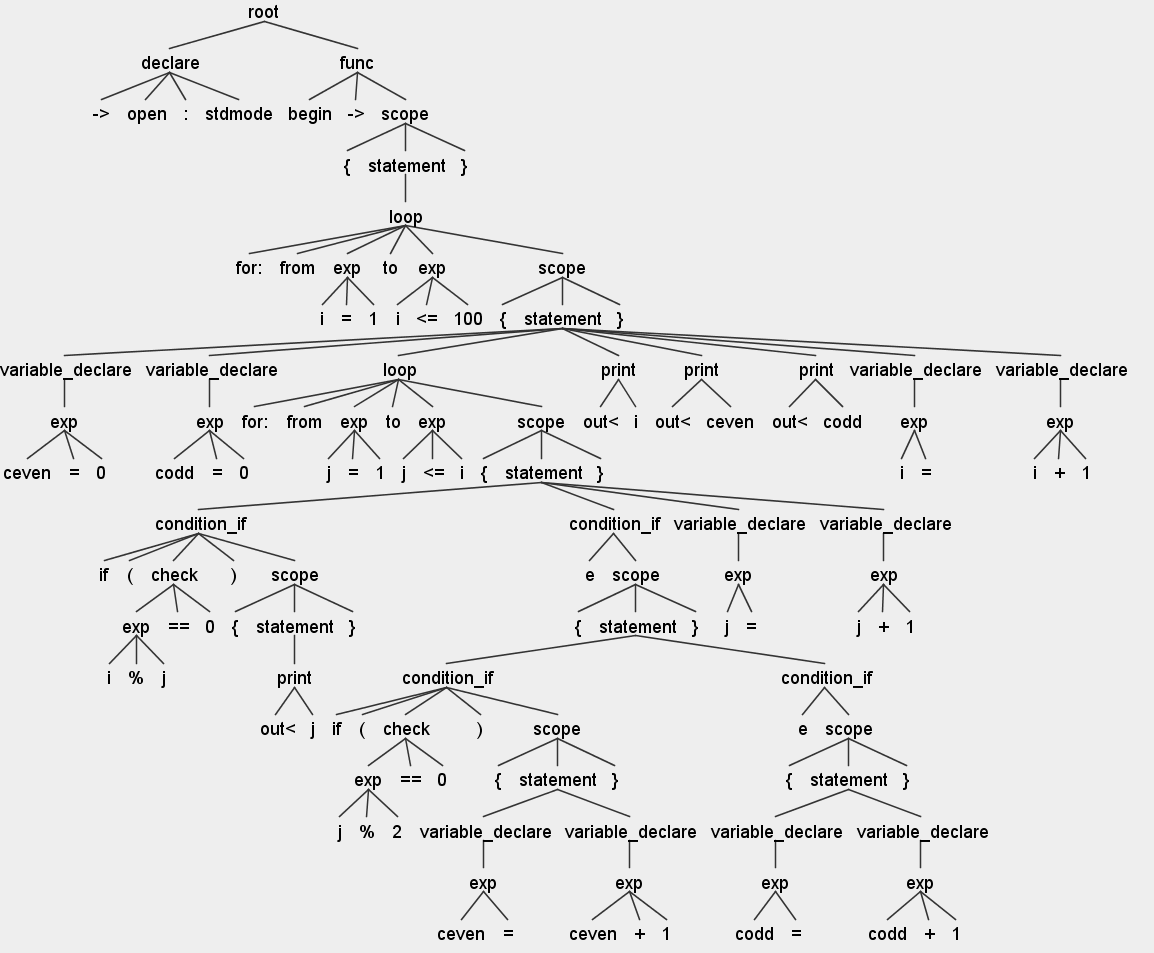 root
declare func
-> open : stdmode begin -> scope
{ statement }
loop
for: from exp to exp scope
i = 1 i <= 100 { statement }
variable_declare variable_declare loop print print print variable_declare variable_declare
exp exp for: from exp to exp scope out< i out< ceven out< codd exp exp
ceven = 0 codd = 0 j = 1 j <= i { statement } i = i + 1
condition_if condition_if variable_declare variable_declare
if ( check ) scope e scope exp exp
exp == 0 { statement } { statement } j = j + 1
i % j print condition_if condition_if
out< j if ( check ) scope e scope
exp == 0 { statement } { statement }
j % 2 variable_declare variable_declare variable_declare variable_declare
exp exp exp exp
ceven = ceven + 1 codd = codd + 1